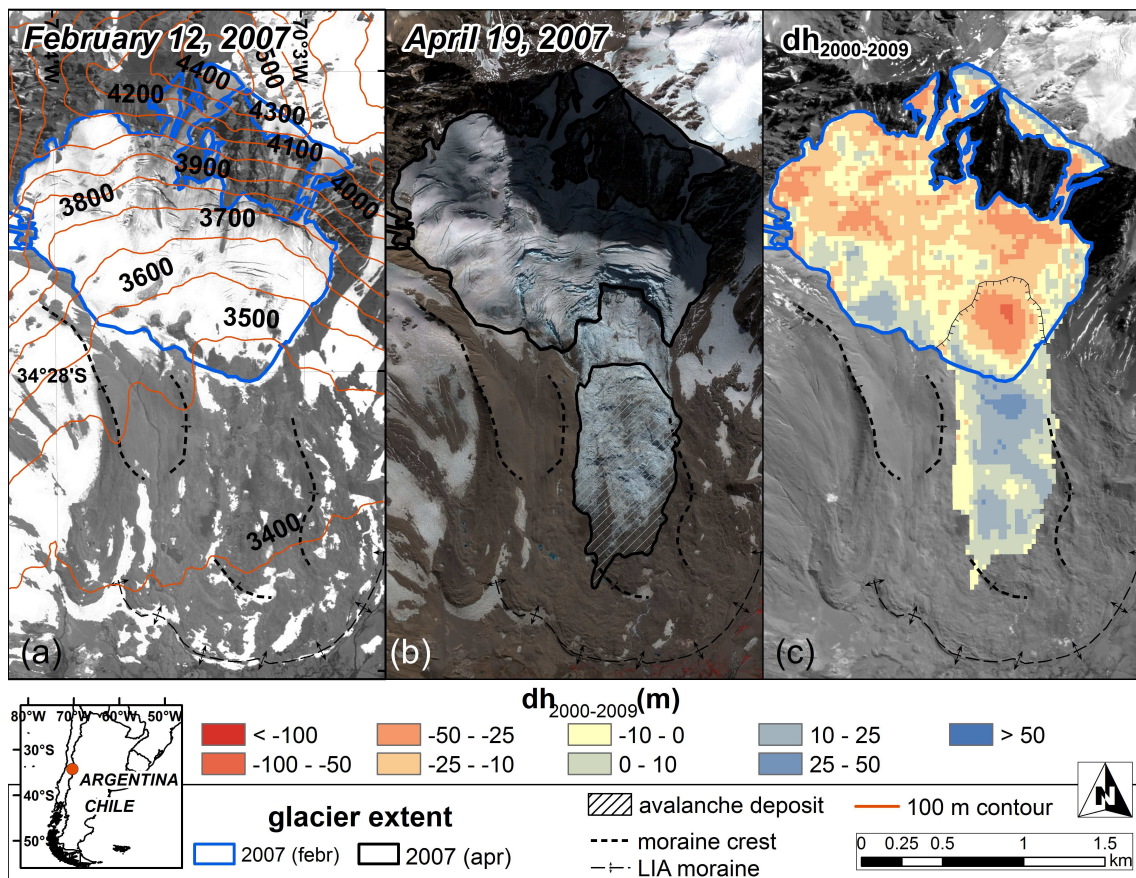 February 12, 2007
70°3'W
4400
4200
4300
4100
3900
4000
3800
3700
3600
3500
34°28'S
3400
(a)
April 19, 2007
(b)
dh2000-2009
(c)
80°W 70°W 60°W 50°W
30°S
40°S
50°S
ARGENTINA
CHILE
dh2000-2009(m)
< -100
-50 - -25
-10 - 0
10 - 25
> 50
-100 - -50
-25 - -10
0 - 10
25 - 50
glacier extent
2007 (febr)
2007 (apr)
avalanche deposit
moraine crest
LIA moraine
100 m contour
N
0 0.25 0.5 1 1.5
km